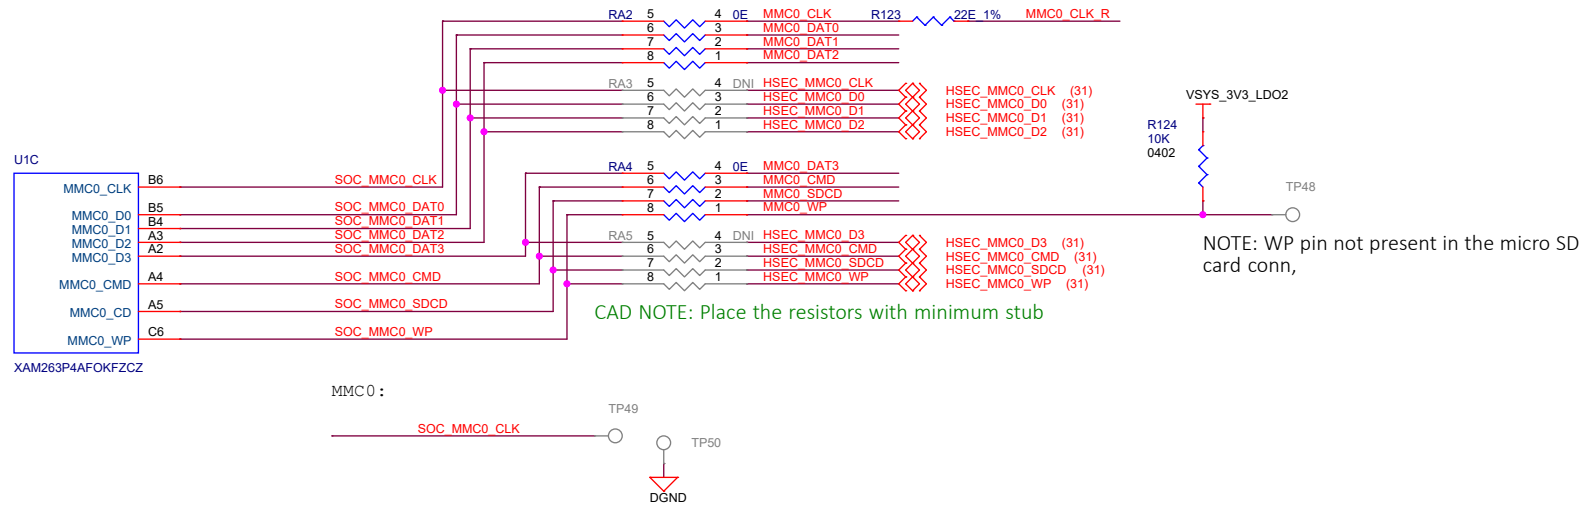 RA2 5 4 0E MMC0_CLK R123 22E_1% MMC0_CLK_R
6 3 MMC0_DAT0
7 2 MMC0_DAT1
8 1 MMC0_DAT2
RA3 5 4 DNI HSEC_MMC0_CLK HSEC_MMC0_CLK (31)
6 3 HSEC_MMC0_D0 HSEC_MMC0_D0 (31)
7 2 HSEC_MMC0_D1 HSEC_MMC0_D1 (31)
8 1 HSEC_MMC0_D2 HSEC_MMC0_D2 (31)
VSYS_3V3_LDO2
R124
10K
0402
U1C
RA4 5 4 0E MMC0_DAT3
6 3 MMC0_CMD
7 2 MMC0_SDCD
8 1 MMC0_WP
TP48
MMC0_CLK B6 SOC_MMC0_CLK
MMC0_D0 B5 SOC_MMC0_DAT0
MMC0_D1 B4 SOC_MMC0_DAT1
MMC0_D2 A3 SOC_MMC0_DAT2
MMC0_D3 A2 SOC_MMC0_DAT3
MMC0_CMD A4 SOC_MMC0_CMD
MMC0_CD A5 SOC_MMC0_SDCD
MMC0_WP C6 SOC_MMC0_WP
XAM263P4AFOKFZCZ
RA5 5 4 DNI HSEC_MMC0_D3 HSEC_MMC0_D3 (31)
6 3 HSEC_MMC0_CMD HSEC_MMC0_CMD (31)
7 2 HSEC_MMC0_SDCD HSEC_MMC0_SDCD (31)
8 1 HSEC_MMC0_WP HSEC_MMC0_WP (31)
NOTE: WP pin not present in the micro SD
card conn,
CAD NOTE: Place the resistors with minimum stub
MMC0:
SOC_MMC0_CLK TP49
TP50
DGND